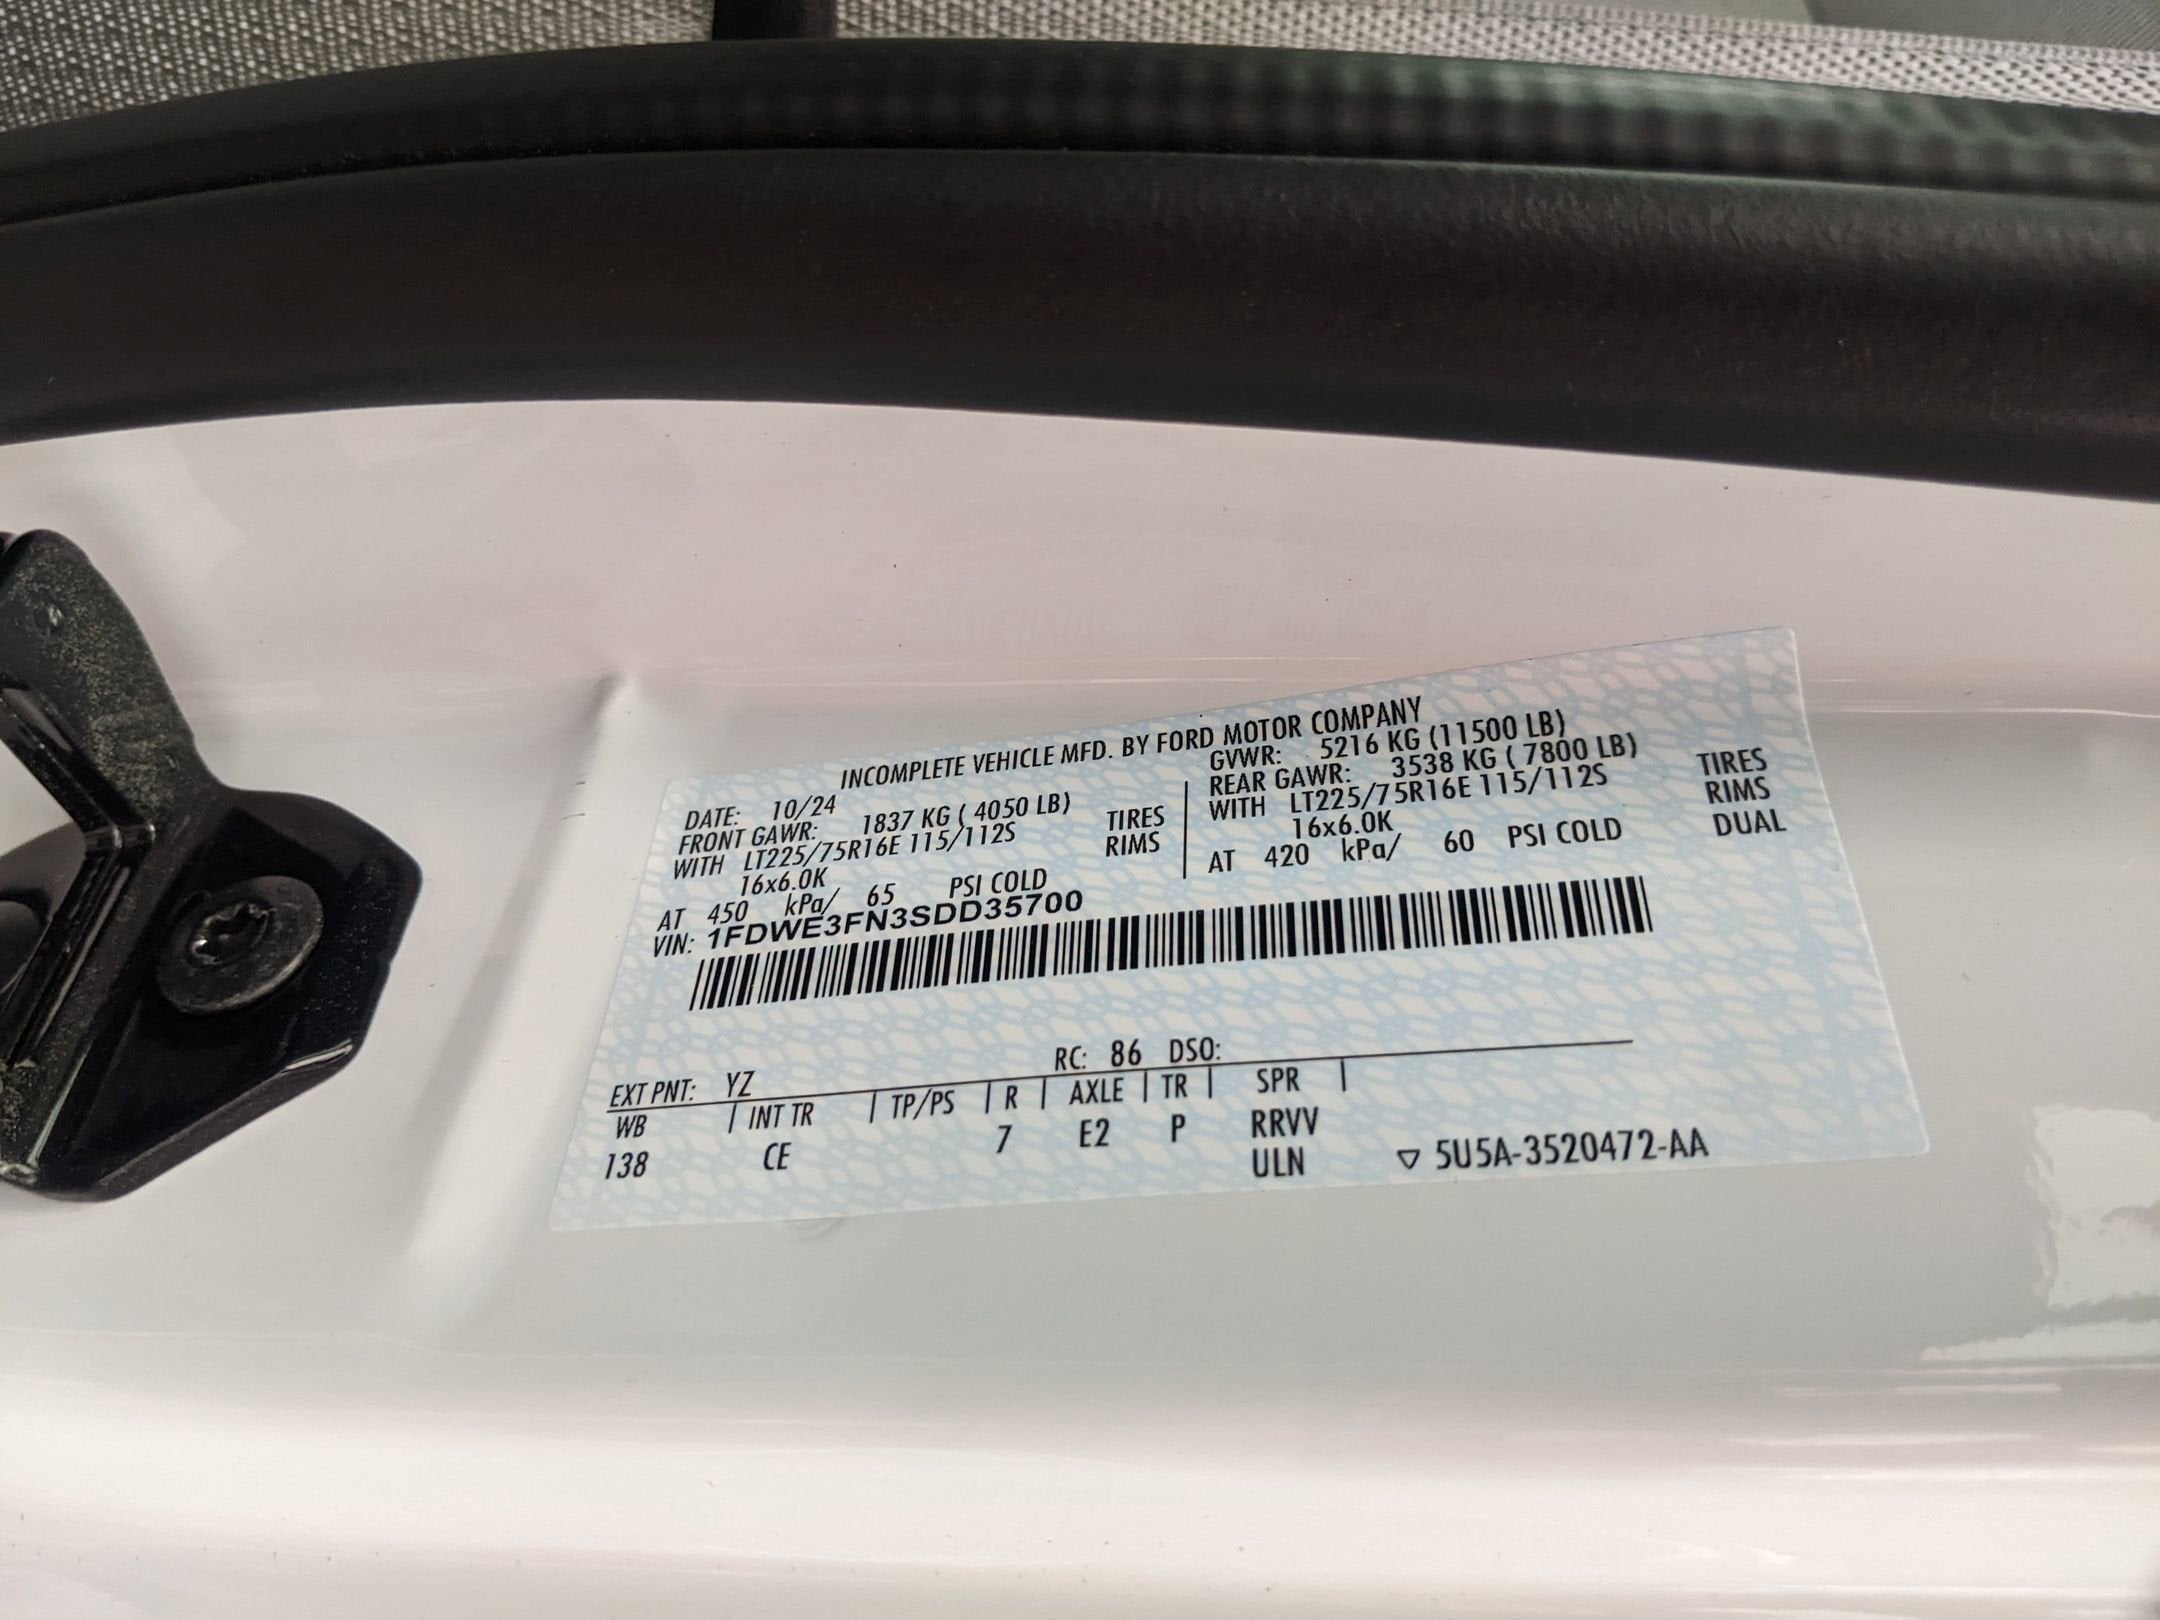 INCOMPLETE VEHICLE MFD. BY FORD MOTOR COMPANY
DATE: 10/24
FRONT GAWR: 1837 KG ( 4050 LB)
WITH LT225/75R16E 115/112S TIRES
16x6.0K RIMS
AT 450 kPa/ 65 PSI COLD
GVWR: 5216 KG (11500 LB)
REAR GAWR: 3538 KG ( 7800 LB)
WITH LT225/75R16E 115/112S TIRES
16x6.0K RIMS
AT 420 kPa/ 60 PSI COLD DUAL
VIN: 1FDWE3FN3SDD35700
EXT PNT: YZ RC: 86 DSO:
WB | INT TR | TP/PS | R | AXLE | TR | SPR |
138 CE 7 E2 P RRVV
ULN ▽ 5U5A-3520472-AA